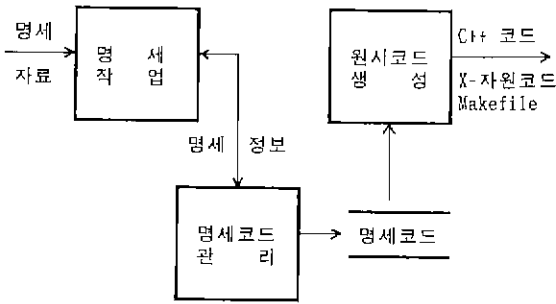 명세
자료
명 세
작 업
명세 정보
명세코드
관 리
명세코드
원시코드
생 성
C++ 코드
X-자원코드
Makefile